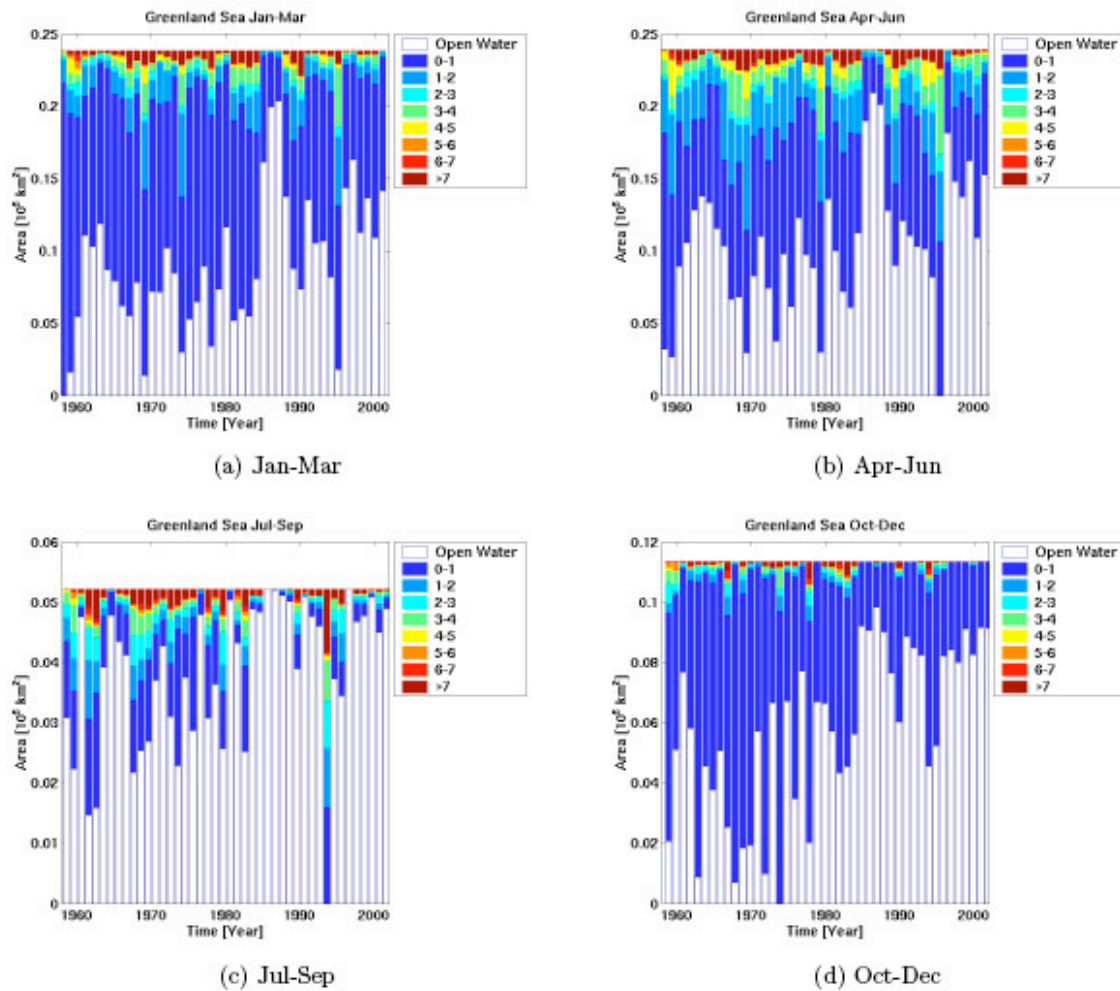 Greenland Sea Jan-Mar
0.25
0.2
0.15
0.1
0.05
0
Area [10⁶ km²]
1960 1970 1980 1990 2000
Time [Year]
Open Water
0-1
1-2
2-3
3-4
4-5
5-6
6-7
>7
(a) Jan-Mar
Greenland Sea Apr-Jun
0.25
0.2
0.15
0.1
0.05
0
Area [10⁶ km²]
1960 1970 1980 1990 2000
Time [Year]
Open Water
0-1
1-2
2-3
3-4
4-5
5-6
6-7
>7
(b) Apr-Jun
Greenland Sea Jul-Sep
0.06
0.05
0.04
0.03
0.02
0.01
0
Area [10⁶ km²]
1960 1970 1980 1990 2000
Time [Year]
Open Water
0-1
1-2
2-3
3-4
4-5
5-6
6-7
>7
(c) Jul-Sep
Greenland Sea Oct-Dec
0.12
0.1
0.08
0.06
0.04
0.02
0
Area [10⁶ km²]
1960 1970 1980 1990 2000
Time [Year]
Open Water
0-1
1-2
2-3
3-4
4-5
5-6
6-7
>7
(d) Oct-Dec